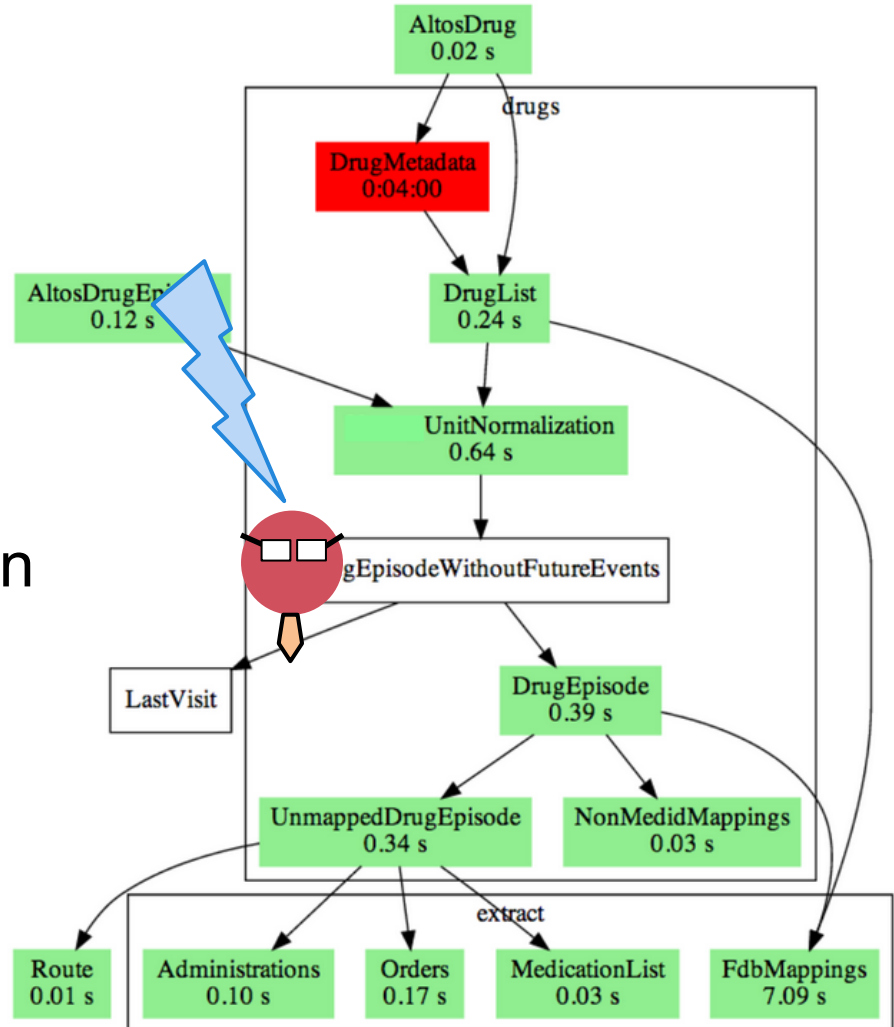 AltosDrug
0.02 s
drugs
DrugMetadata
0:04:00
AltosDrugEpi
0.12 s
DrugList
0.24 s
UnitNormalization
0.64 s
n
gEpisodeWithoutFutureEvents
LastVisit
DrugEpisode
0.39 s
UnmappedDrugEpisode
0.34 s
NonMedidMappings
0.03 s
extract
Route
0.01 s
Administrations
0.10 s
Orders
0.17 s
MedicationList
0.03 s
FdbMappings
7.09 s